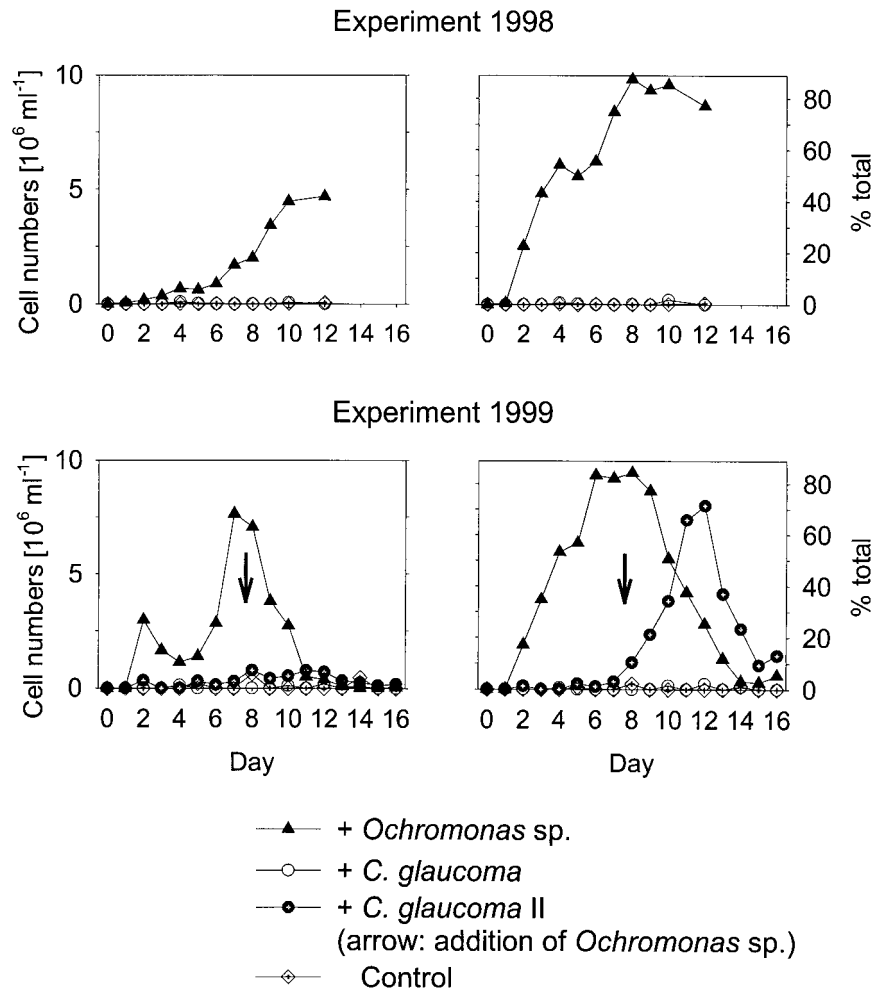 Experiment 1998
Cell numbers [10⁶ ml⁻¹]
10
5
0
0 2 4 6 8 10 12 14 16
80
60
40
20
0
% total
0 2 4 6 8 10 12 14 16
Experiment 1999
Cell numbers [10⁶ ml⁻¹]
10
5
0
0 2 4 6 8 10 12 14 16
Day
80
60
40
20
0
% total
0 2 4 6 8 10 12 14 16
Day
+ Ochromonas sp.
+ C. glaucoma
+ C. glaucoma II
(arrow: addition of Ochromonas sp.)
Control